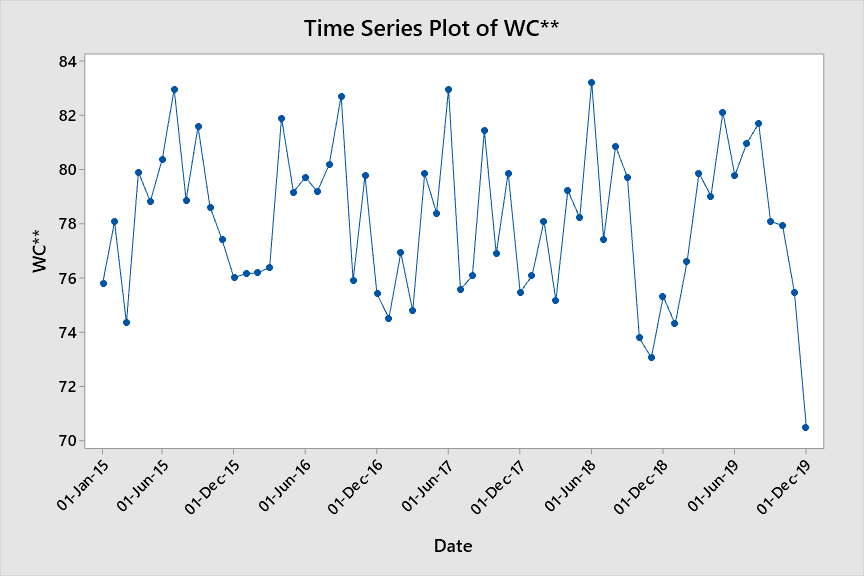 Time Series Plot of WC**
84
82
80
78
76
74
72
70
WC**
01-Jan-15
01-Jun-15
01-Dec-15
01-Jun-16
01-Dec-16
01-Jun-17
01-Dec-17
01-Jun-18
01-Dec-18
01-Jun-19
01-Dec-19
Date